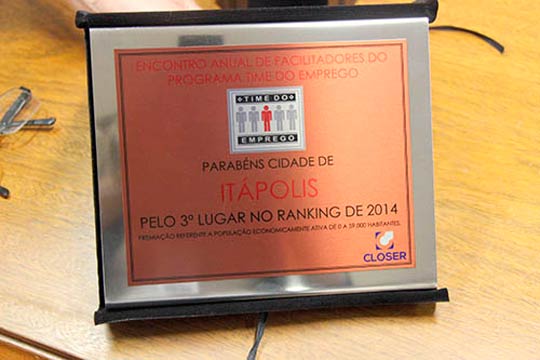 I ENCONTRO ANUAL DE FACILITADORES DO
PROGRAMA TIME DO EMPREGO
TIME DO
EMPREGO
PARABÉNS CIDADE DE
ITÁPOLIS
PELO 3º LUGAR NO RANKING DE 2014
PREMIAÇÃO REFERENTE A POPULAÇÃO ECONOMICAMENTE ATIVA DE 0 A 59.000 HABITANTES.
CLOSER